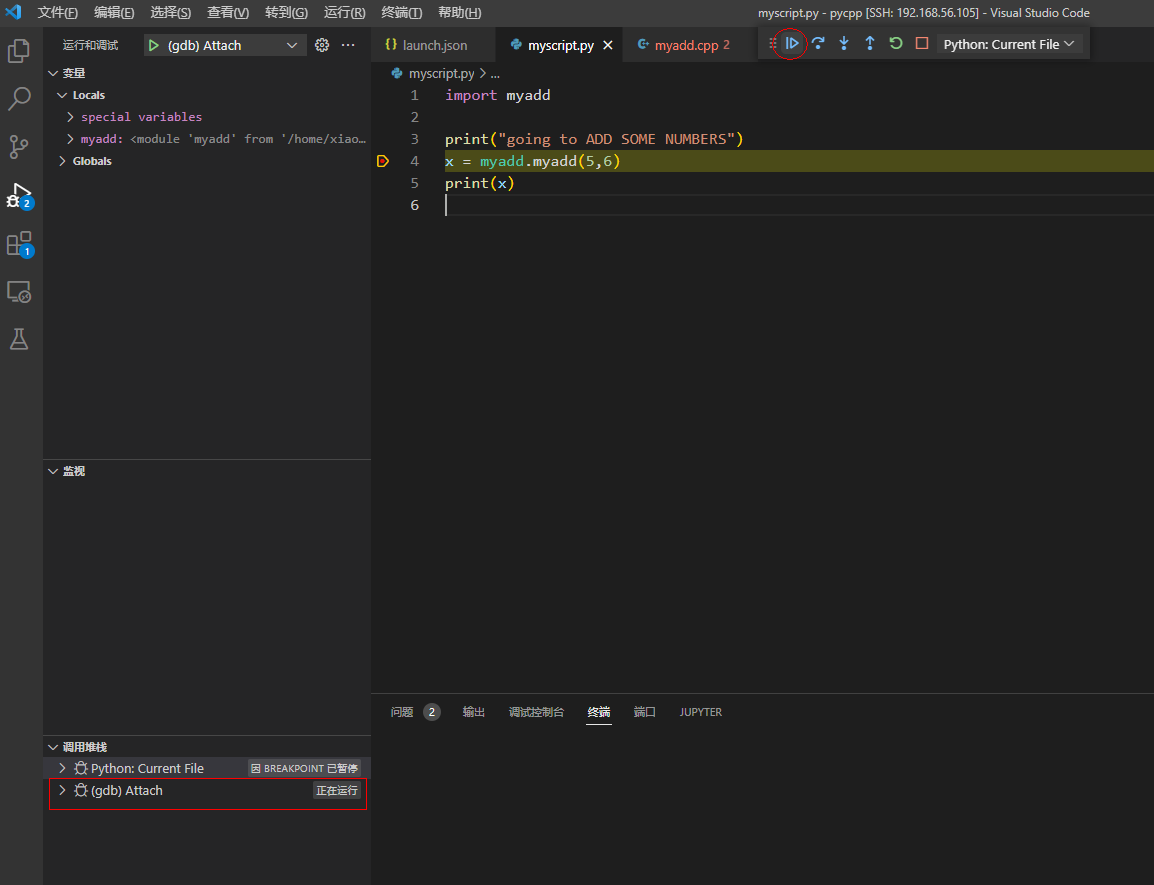 文件(F) 编辑(E) 选择(S) 查看(V) 转到(G) 运行(R) 终端(T) 帮助(H)
myscript.py - pycpp [SSH: 192.168.56.105] - Visual Studio Code
运行和调试
(gdb) Attach
launch.json
myscript.py
myadd.cpp 2
Python: Current File
变量
Locals
special variables
myadd: <module 'myadd' from '/home/xiao…
Globals
2
1
myscript.py > ...
1 import myadd
2
3 print("going to ADD SOME NUMBERS")
4 x = myadd.myadd(5,6)
5 print(x)
6
监视
问题 2 输出 调试控制台 终端 端口 JUPYTER
调用堆栈
Python: Current File 因 BREAKPOINT 已暂停
(gdb) Attach 正在运行